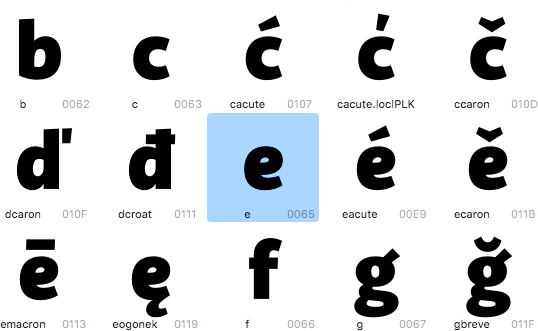 b c ć ć č
b 0062 c 0063 cacute 0107 cacute.loclPLK ccaron 010D
ď đ e é ě
dcaron 010F dcroat 0111 e 0065 eacute 00E9 ecaron 011B
ē ę f g ğ
emacron 0113 eogonek 0119 f 0066 g 0067 gbreve 011F